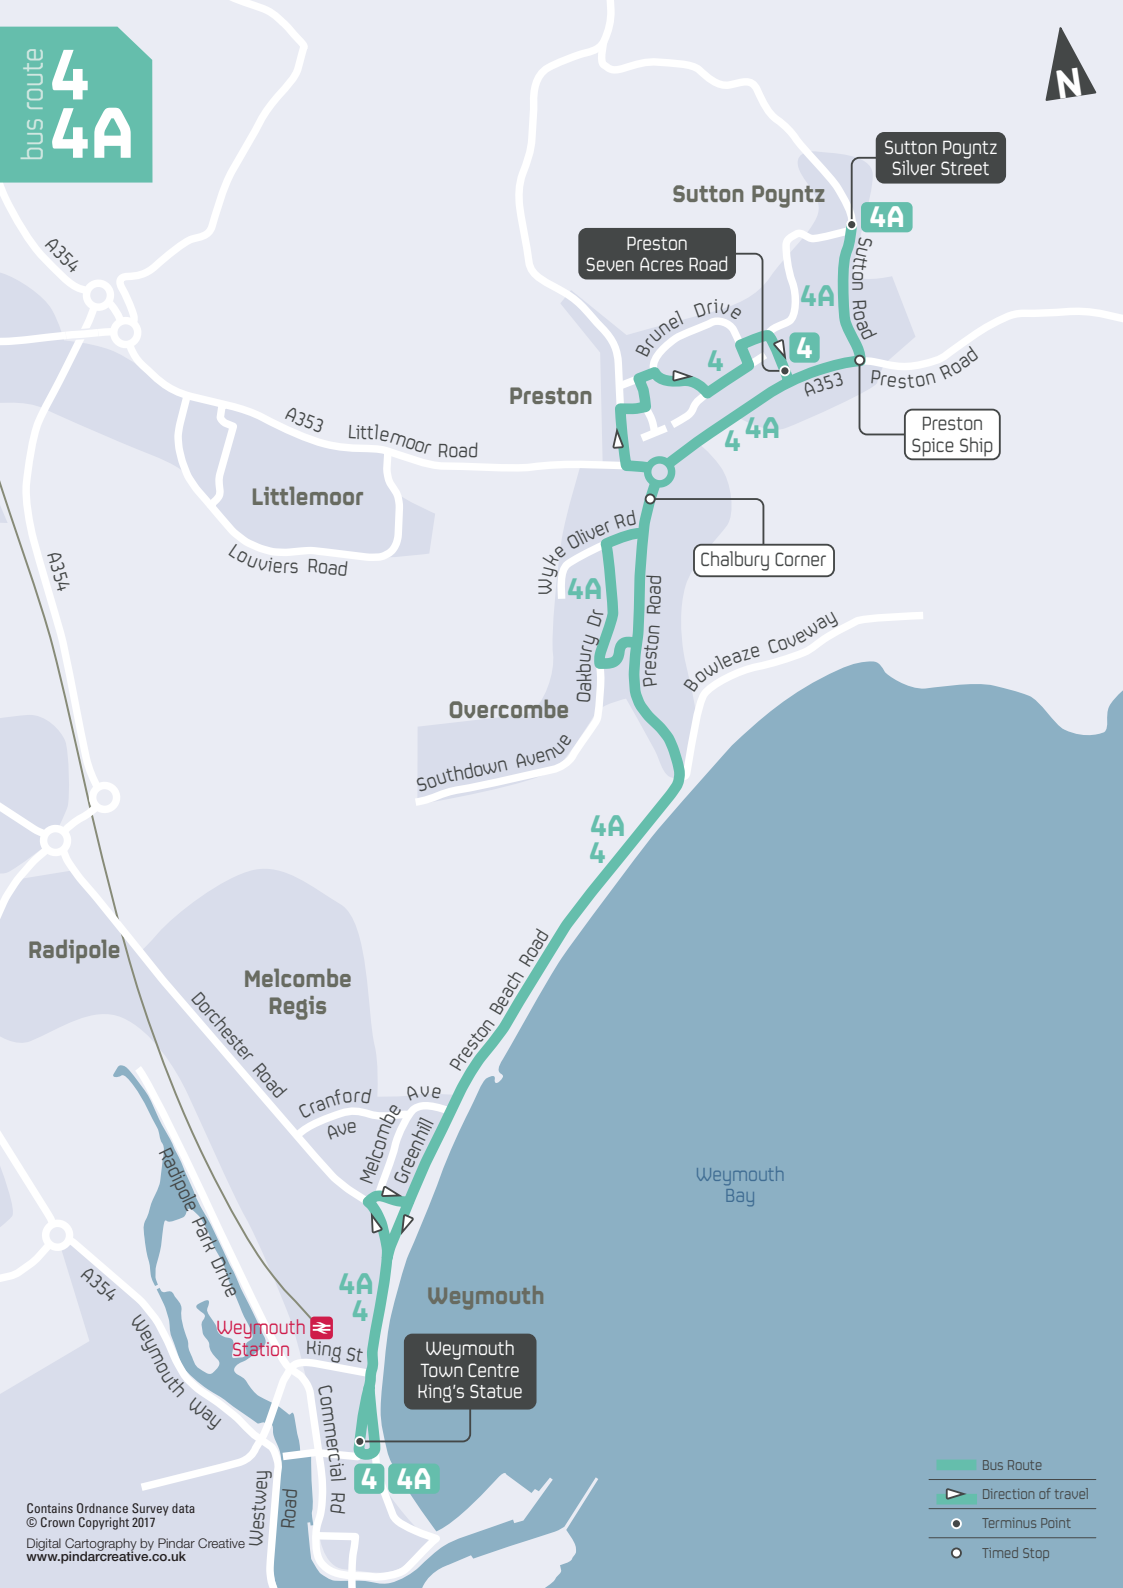 bus route
4
4A
N
Sutton Poyntz
Silver Street
Sutton Poyntz
4A
Preston
Seven Acres Road
A354
Sutton Road
4A
Brunel Drive
4
4
Preston
A353
Preston Road
A353
Littlemoor Road
4 4A
Preston
Spice Ship
Littlemoor
Wyke Oliver Rd
Chalbury Corner
Louviers Road
A354
4A
Preston Road
Oakbury Dr
Bowleaze Coveway
Overcombe
Southdown Avenue
4A
4
Radipole
Melcombe
Regis
Preston Beach Road
Dorchester Road
Cranford
Ave
Ave
Melcombe
Greenhill
Radipole Park Drive
Weymouth
Bay
A354
4A
4
Weymouth
Weymouth Way
Weymouth
Station
King St
Weymouth
Town Centre
King's Statue
Commercial Rd
4 4A
Westwey
Road
Bus Route
Direction of travel
Terminus Point
Timed Stop
Contains Ordnance Survey data
© Crown Copyright 2017
Digital Cartography by Pindar Creative
www.pindarcreative.co.uk